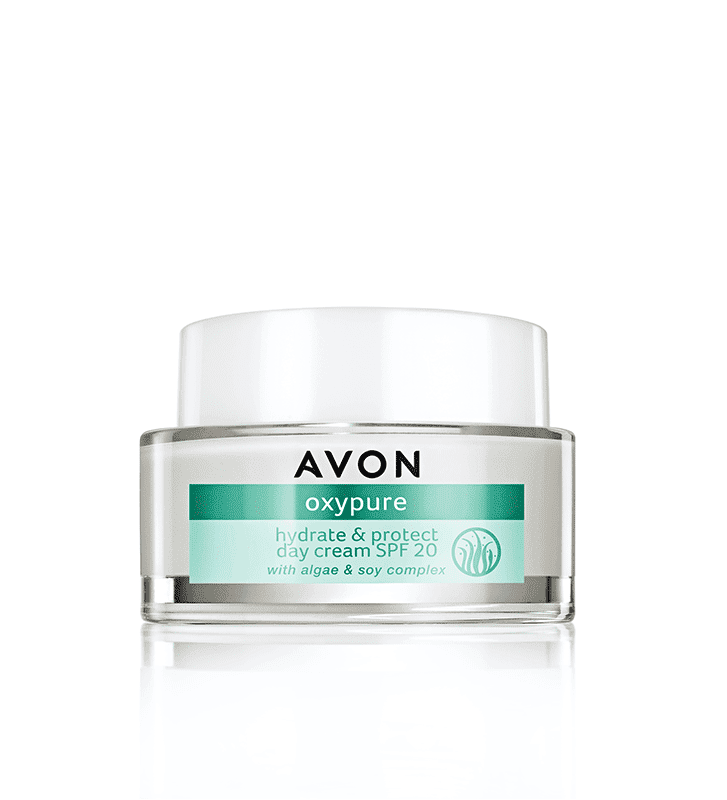 AVON
oxypure
hydrate & protect
day cream SPF 20
with algae & soy complex